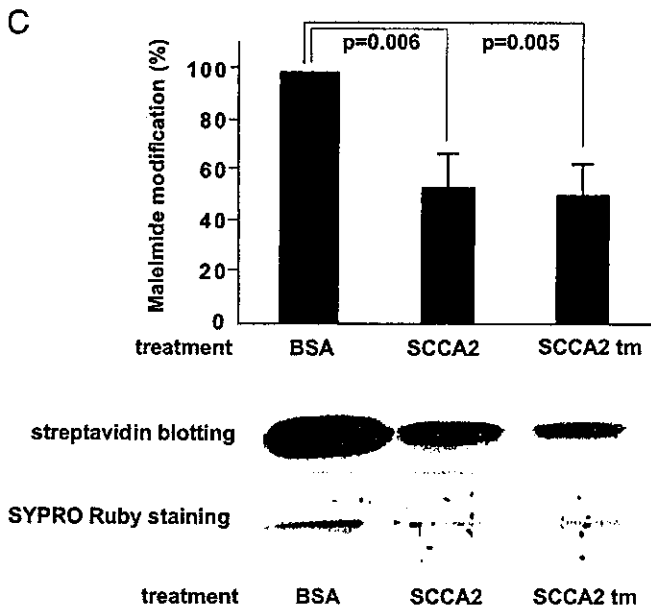 C
p=0.006 p=0.005
Maleimide modification (%)
100
80
60
40
20
0
treatment BSA SCCA2 SCCA2 tm
streptavidin blotting
SYPRO Ruby staining
treatment BSA SCCA2 SCCA2 tm